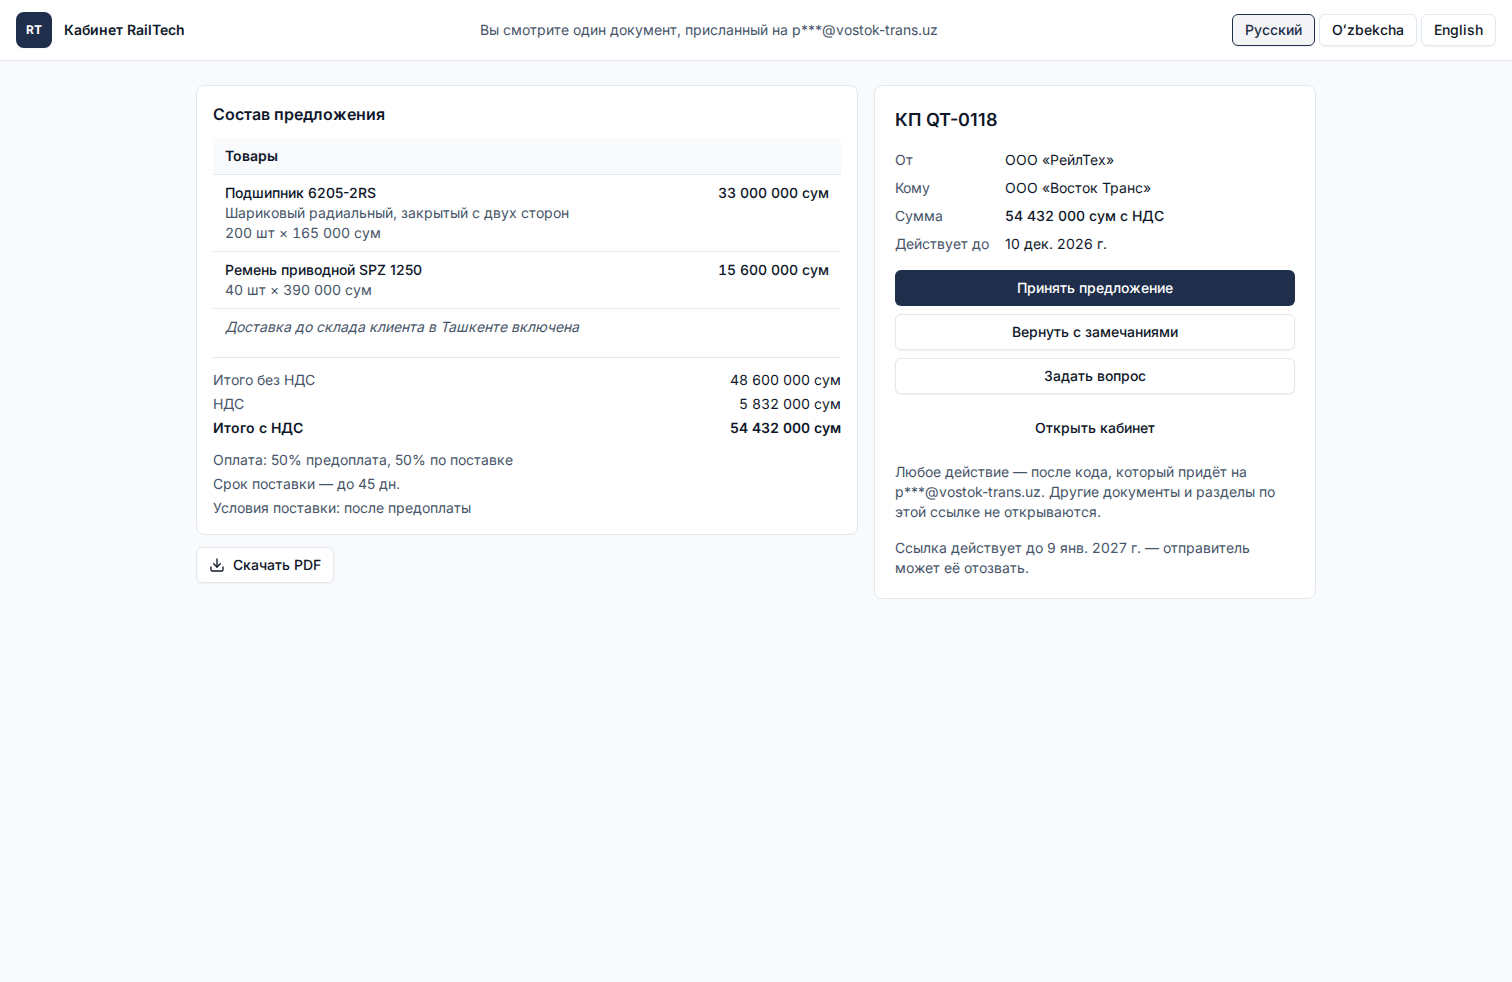 RT
Кабинет RailTech
Вы смотрите один документ, присланный на p***@vostok-trans.uz
Русский
Oʻzbekcha
English
Состав предложения
Товары
Подшипник 6205-2RS
33 000 000 сум
Шариковый радиальный, закрытый с двух сторон
200 шт × 165 000 сум
Ремень приводной SPZ 1250
15 600 000 сум
40 шт × 390 000 сум
Доставка до склада клиента в Ташкенте включена
Итого без НДС
48 600 000 сум
НДС
5 832 000 сум
Итого с НДС
54 432 000 сум
Оплата: 50% предоплата, 50% по поставке
Срок поставки — до 45 дн.
Условия поставки: после предоплаты
Скачать PDF
КП QT-0118
От
ООО «РейлТех»
Кому
ООО «Восток Транс»
Сумма
54 432 000 сум с НДС
Действует до
10 дек. 2026 г.
Принять предложение
Вернуть с замечаниями
Задать вопрос
Открыть кабинет
Любое действие — после кода, который придёт на
p***@vostok-trans.uz. Другие документы и разделы по
этой ссылке не открываются.
Ссылка действует до 9 янв. 2027 г. — отправитель
может её отозвать.